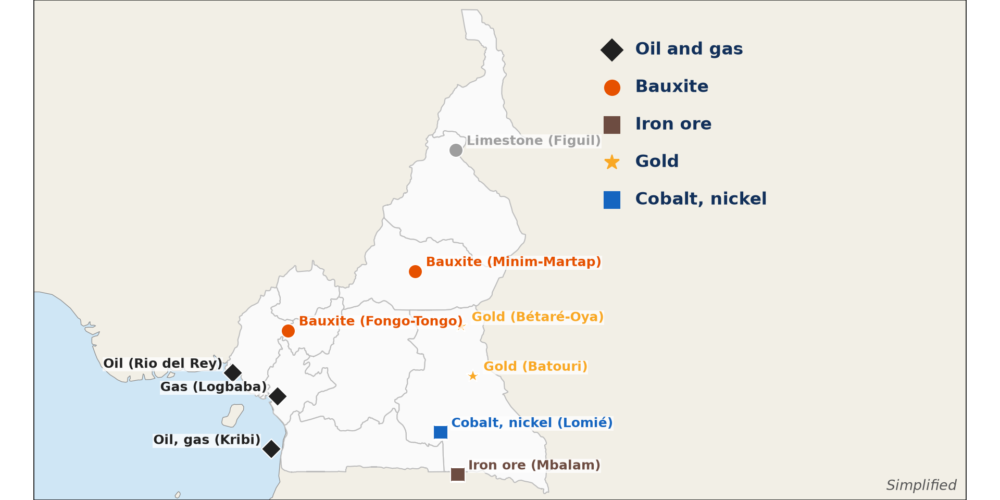 Oil and gas
Bauxite
Iron ore
Limestone (Figuil)
Gold
Cobalt, nickel
Bauxite (Minim-Martap)
Gold (Bétaré-Oya)
Bauxite (Fongo-Tongo)
Oil (Rio del Rey)
Gold (Batouri)
Gas (Logbaba)
Cobalt, nickel (Lomié)
Oil, gas (Kribi)
Iron ore (Mbalam)
Simplified